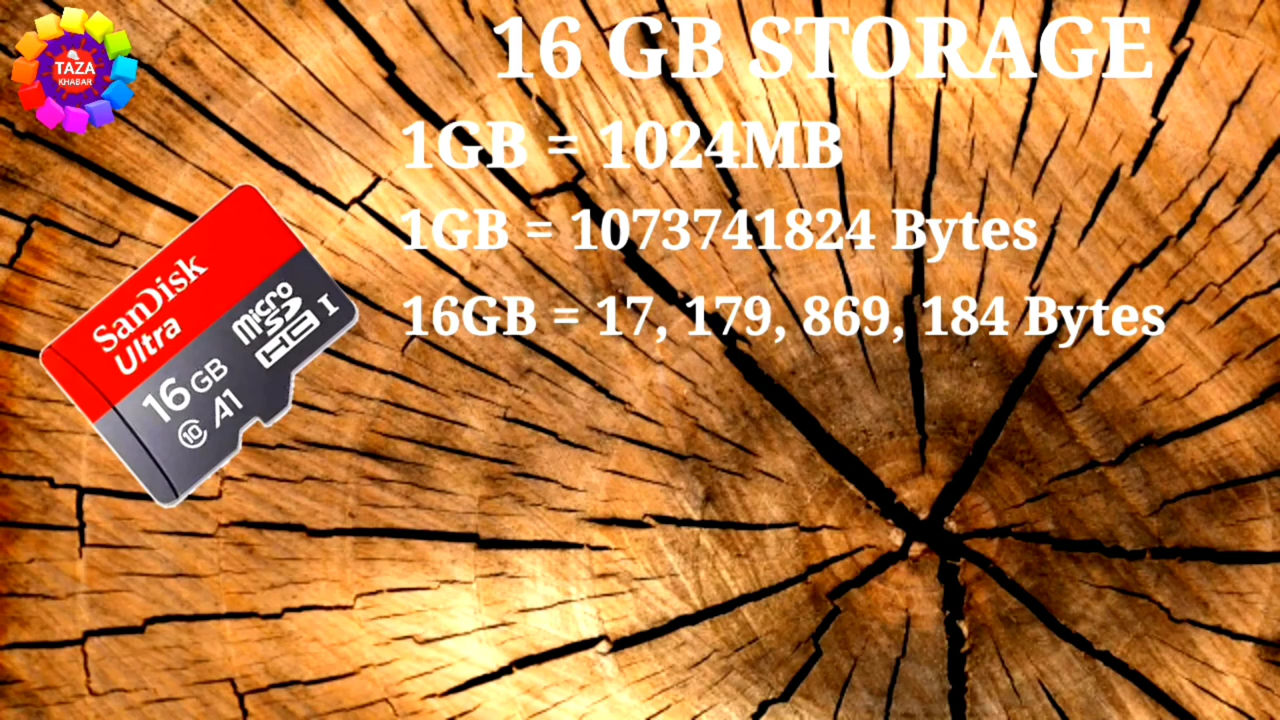 TAZA
KHABAR
16 GB STORAGE
1GB = 1024MB
1GB = 1073741824 Bytes
16GB = 17, 179, 869, 184 Bytes
SanDisk
Ultra
16 GB
Micro
SD
HC I
10 A1